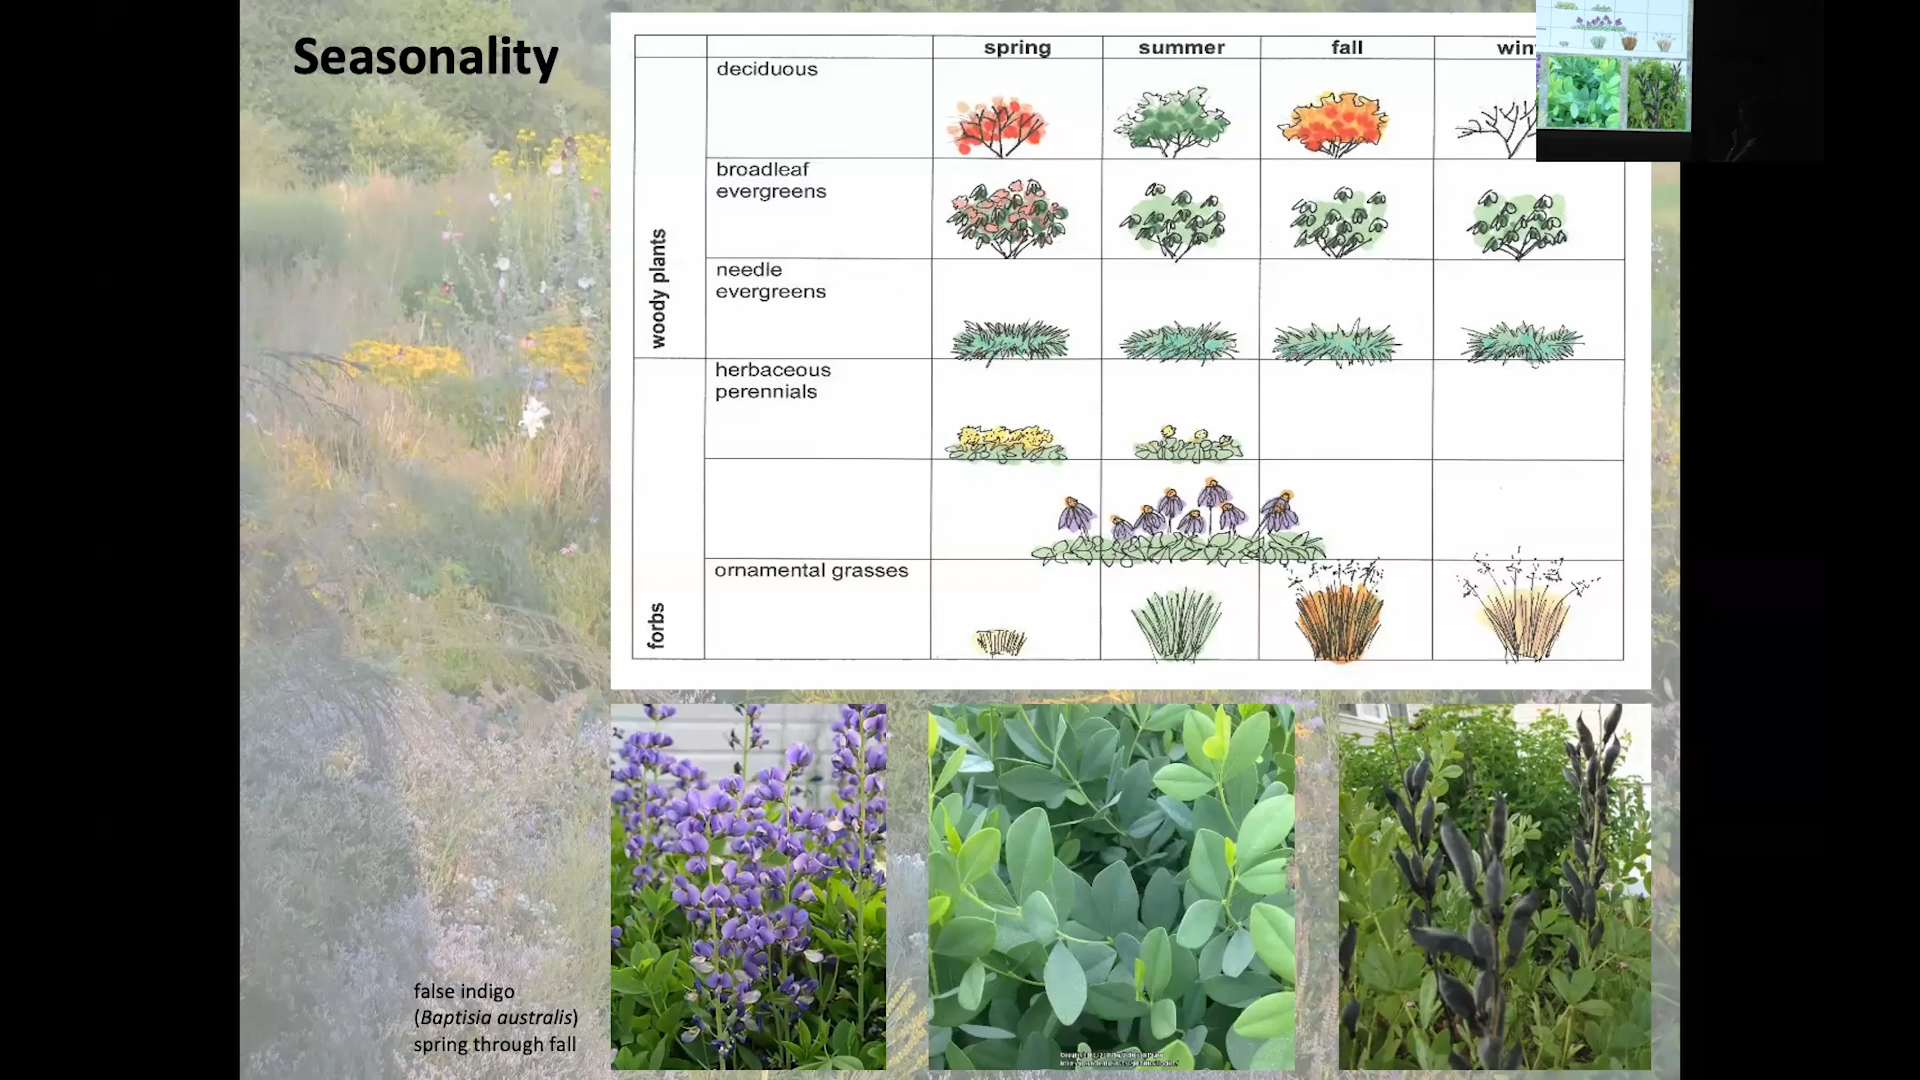 Seasonality
spring summer fall win
deciduous
broadleaf
evergreens
needle
evergreens
woody plants
herbaceous
perennials
ornamental grasses
forbs
false indigo
(Baptisia australis)
spring through fall